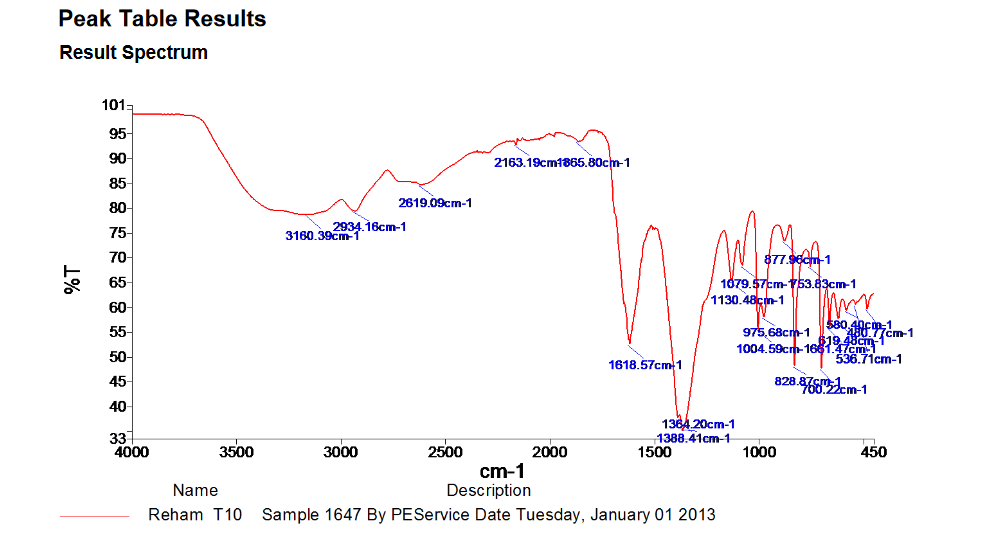 Peak Table Results
Result Spectrum
101
95
90
85
80
75
70
65
60
55
50
45
40
33
%T
4000
3500
3000
2500
2000
1500
1000
450
cm-1
3160.39cm-1
2934.16cm-1
2619.09cm-1
2163.19cm-1
1865.80cm-1
1618.57cm-1
1364.20cm-1
1388.41cm-1
1130.48cm-1
1079.57cm-1
1004.59cm-1
975.68cm-1
877.96cm-1
828.87cm-1
753.83cm-1
700.22cm-1
661.47cm-1
619.48cm-1
580.40cm-1
536.71cm-1
480.77cm-1
Name Description
Reham T10 Sample 1647 By PEService Date Tuesday, January 01 2013